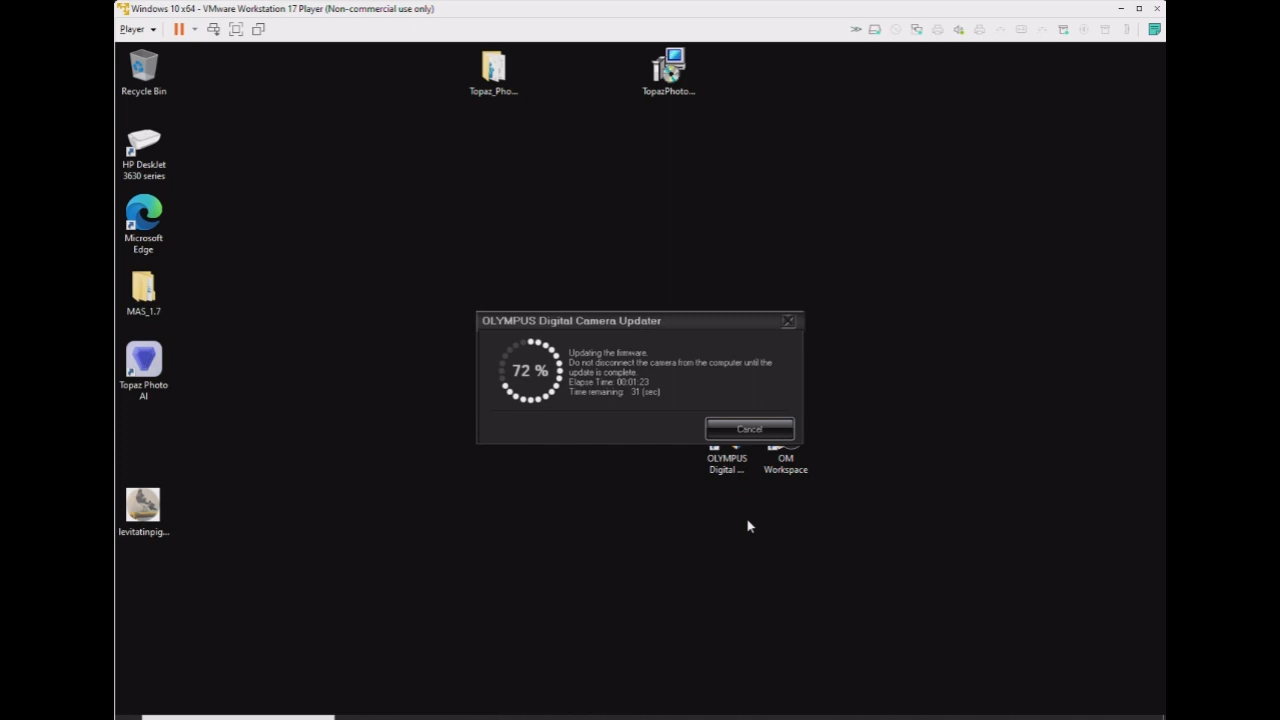 Windows 10 x64 - VMware Workstation 17 Player (Non-commercial use only)
Player
Recycle Bin
Topaz_Pho...
TopazPhoto...
HP DeskJet
3630 series
Microsoft
Edge
MAS_1.7
Topaz Photo
AI
levitatinpig...
OLYMPUS Digital Camera Updater
72 %
Updating the firmware.
Do not disconnect the camera from the computer until the
update is complete.
Elapse Time: 00:01:23
Time remaining: 31 (sec)
Cancel
OLYMPUS
Digital ...
OM
Workspace